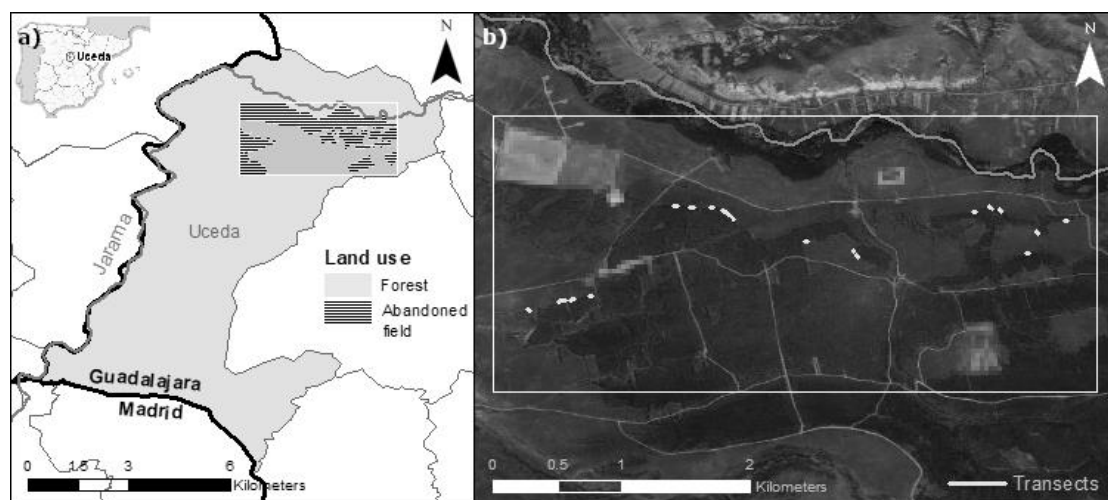 a)
Uceda
N
Jarama
Uceda
Land use
Forest
Abandoned
field
Guadalajara
Madrid
0 1.5 3 6
Kilometers
b)
N
0 0.5 1 2
Kilometers
Transects